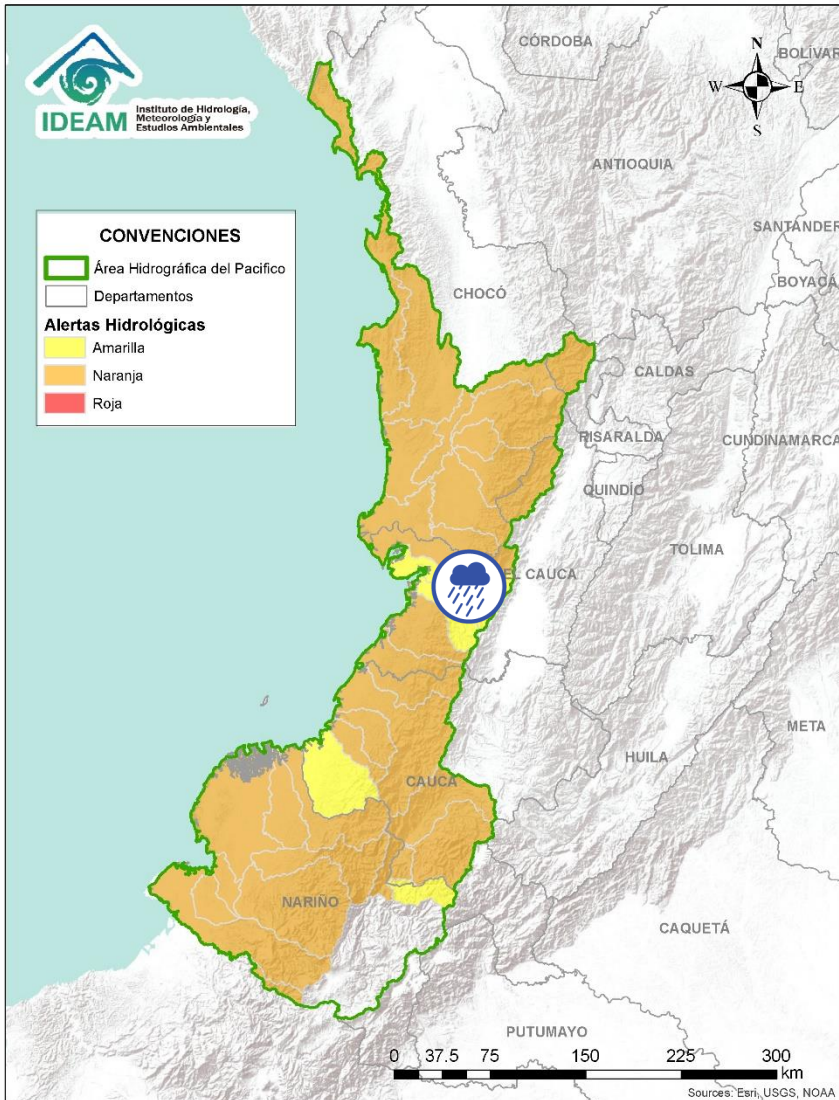 IDEAM
Instituto de Hidrología,
Meteorología y
Estudios Ambientales
CÓRDOBA
BOLÍVAR
N
W
E
S
ANTIOQUIA
SANTANDER
BOYACÁ
CONVENCIONES
Área Hidrográfica del Pacifico
Departamentos
Alertas Hidrológicas
Amarilla
Naranja
Roja
CHOCÓ
CALDAS
RISARALDA
CUNDINAMARCA
QUINDÍO
TOLIMA
EL CAUCA
META
HUILA
CAUCA
NARIÑO
CAQUETÁ
PUTUMAYO
0 37.5 75 150 225 300
km
Sources: Esri, USGS, NOAA